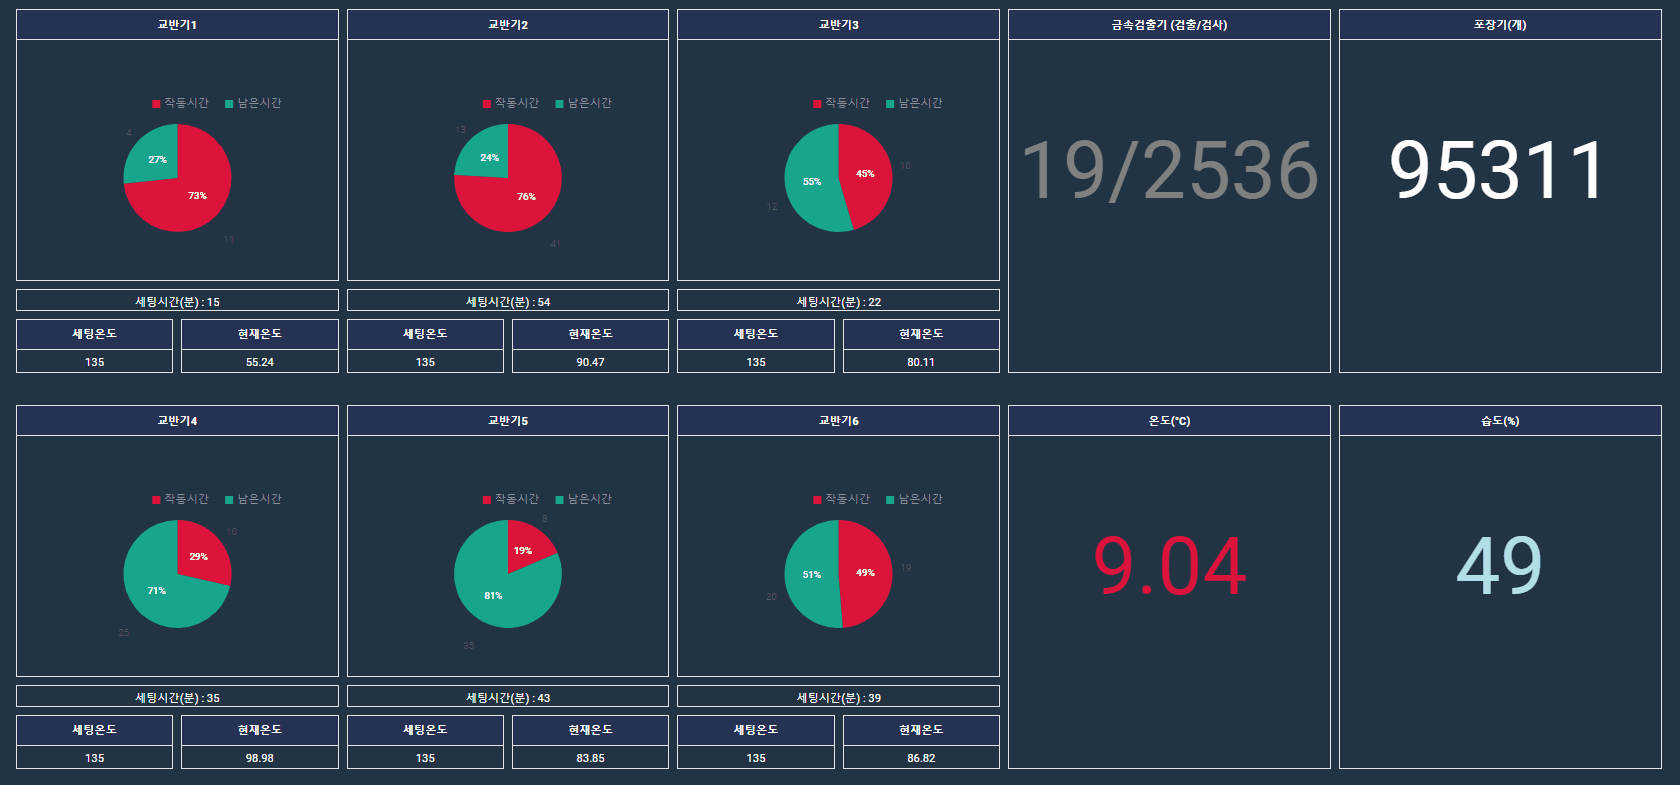 교반기1
작동시간 남은시간
4
27%
73%
11
세팅시간(분) : 15
세팅온도 현재온도
135 55.24
교반기2
작동시간 남은시간
13
24%
76%
41
세팅시간(분) : 54
세팅온도 현재온도
135 90.47
교반기3
작동시간 남은시간
10
45%
55%
12
세팅시간(분) : 22
세팅온도 현재온도
135 80.11
금속검출기 (검출/검사)
19/2536
포장기(개)
95311
교반기4
작동시간 남은시간
10
29%
71%
25
세팅시간(분) : 35
세팅온도 현재온도
135 98.98
교반기5
작동시간 남은시간
8
19%
81%
35
세팅시간(분) : 43
세팅온도 현재온도
135 83.85
교반기6
작동시간 남은시간
19
51%
49%
20
세팅시간(분) : 39
세팅온도 현재온도
135 86.82
온도(℃)
9.04
습도(%)
49